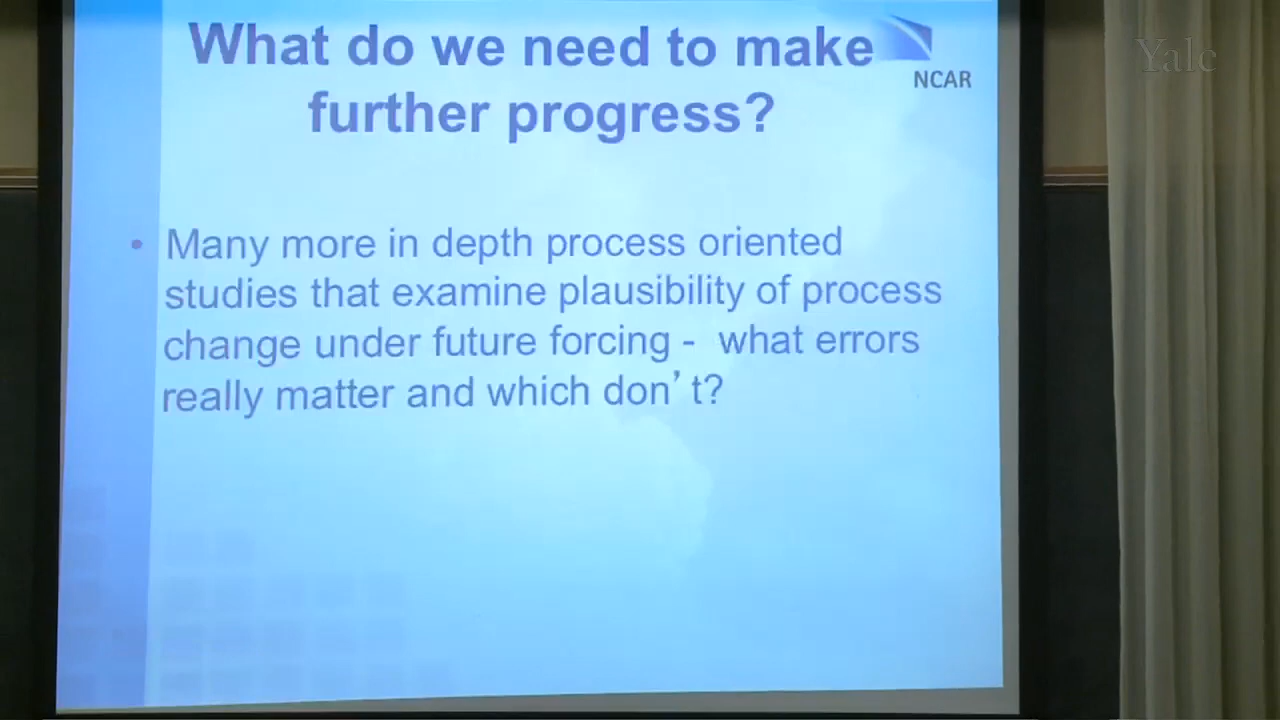 What do we need to make
further progress?
NCAR
Yale
• Many more in depth process oriented
studies that examine plausibility of process
change under future forcing - what errors
really matter and which don't?